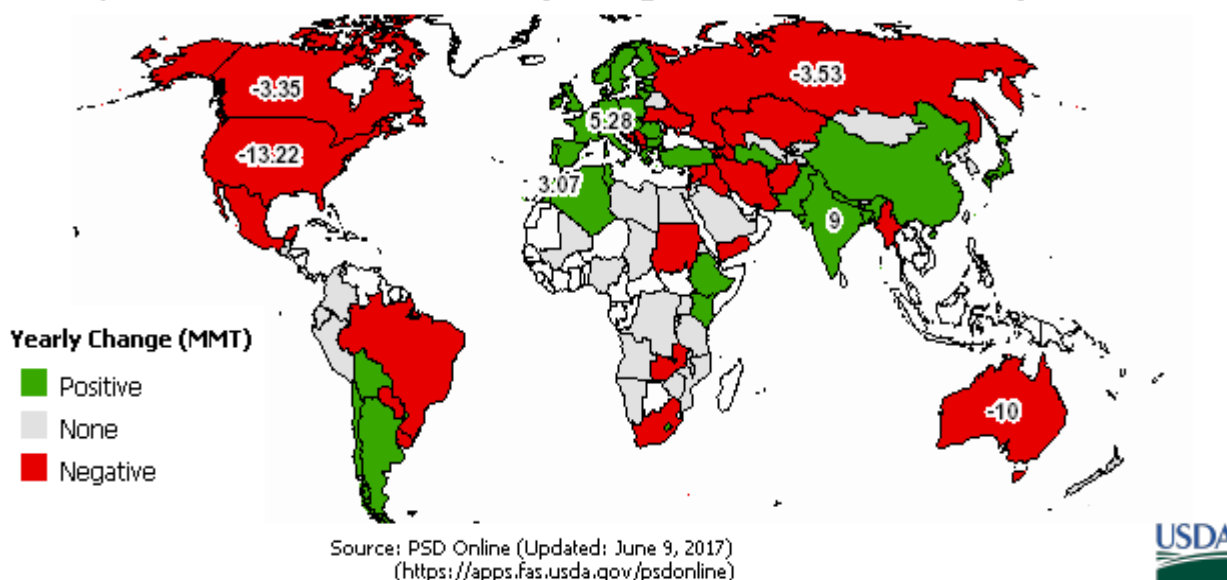 -3.35
-3.53
5.28
-13.22
3.07
9
Yearly Change (MMT)
Positive
None
-10
Negative
Source: PSD Online (Updated: June 9, 2017)
(https://apps.fas.usda.gov/psdonline)
USDA